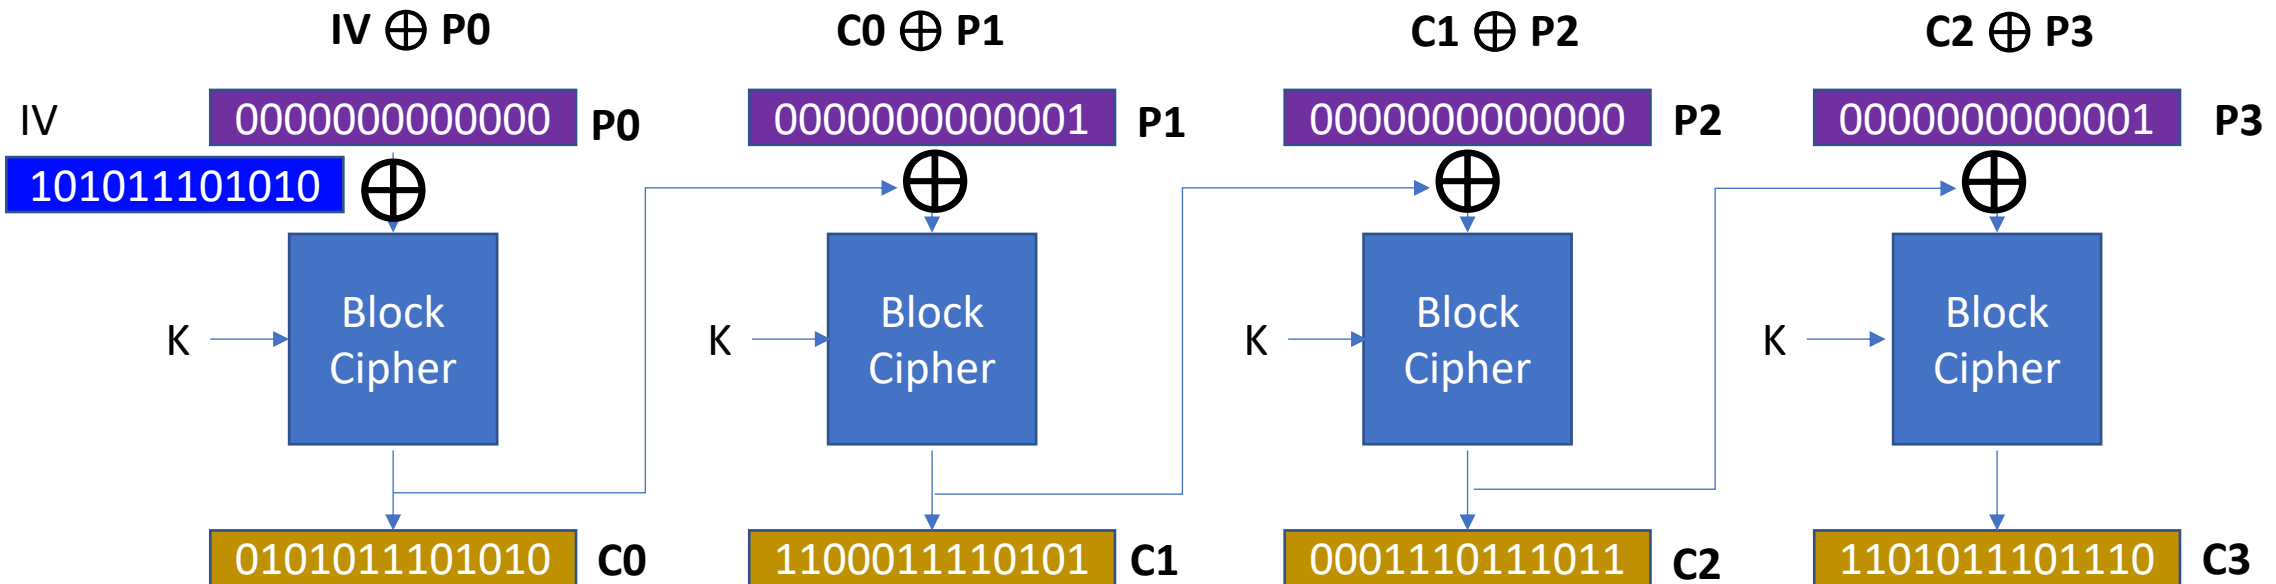 IV ⊕ P0
C0 ⊕ P1
C1 ⊕ P2
C2 ⊕ P3
IV
0000000000000 P0
0000000000001 P1
0000000000000 P2
0000000000001 P3
101011101010
K
Block
Cipher
K
Block
Cipher
K
Block
Cipher
K
Block
Cipher
0101011101010 C0
1100011110101 C1
0001110111011 C2
1101011101110 C3